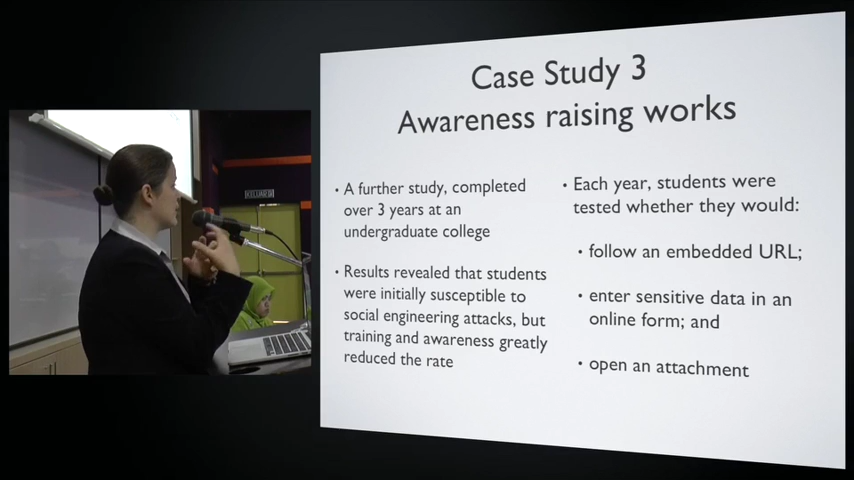 Case Study 3
Awareness raising works
• A further study, completed
over 3 years at an
undergraduate college
• Results revealed that students
were initially susceptible to
social engineering attacks, but
training and awareness greatly
reduced the rate
• Each year, students were
tested whether they would:
• follow an embedded URL;
• enter sensitive data in an
online form; and
• open an attachment